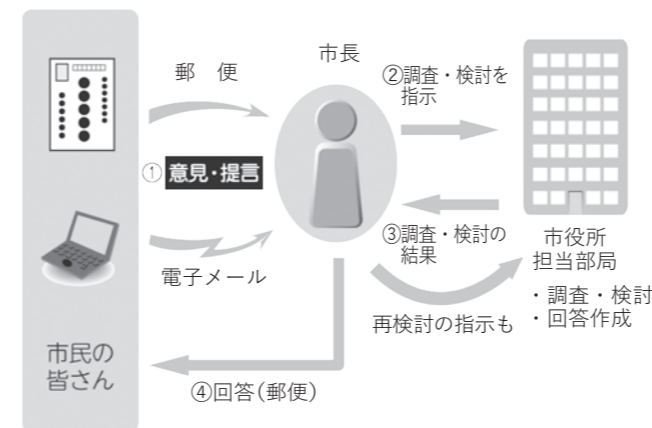 郵　便
市長
②調査・検討を
指示
① 意見・提言
③調査・検討の
結果
市役所
担当部局
・調査・検討
・回答作成
電子メール
再検討の指示も
市民の
皆さん
④回答(郵便)